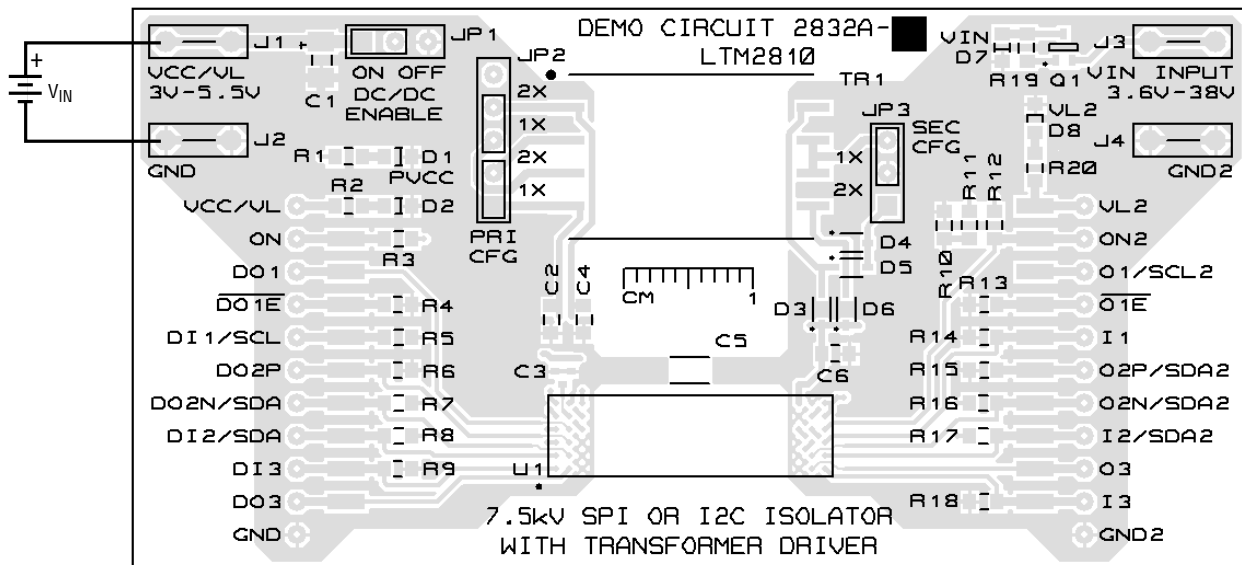 DEMO CIRCUIT 2832A-
LTM2810
+
VIN
J1
VCC/VL
3V-5.5V
J2
GND
C1
JP1
ON OFF
DC/DC
ENABLE
JP2
2X
1X
2X
1X
PRI
CFG
TR1
JP3
SEC
CFG
1X
2X
VIN
D7
R19
Q1
J3
VIN INPUT
3.6V-38V
VL2
D8
R20
J4
GND2
R1
D1
PVCC
R2
D2
R3
R11
R12
R10
D4
D5
D3
D6
C2
C4
CM
1
C5
C3
C6
VCC/VL
ON
DO1
DO1E
R4
DI1/SCL
R5
DO2P
R6
DO2N/SDA
R7
DI2/SDA
R8
DI3
R9
DO3
GND
U1
VL2
ON2
O1/SCL2
R13
O1E
R14
I1
R15
O2P/SDA2
R16
O2N/SDA2
R17
I2/SDA2
O3
R18
I3
GND2
7.5kV SPI OR I2C ISOLATOR
WITH TRANSFORMER DRIVER